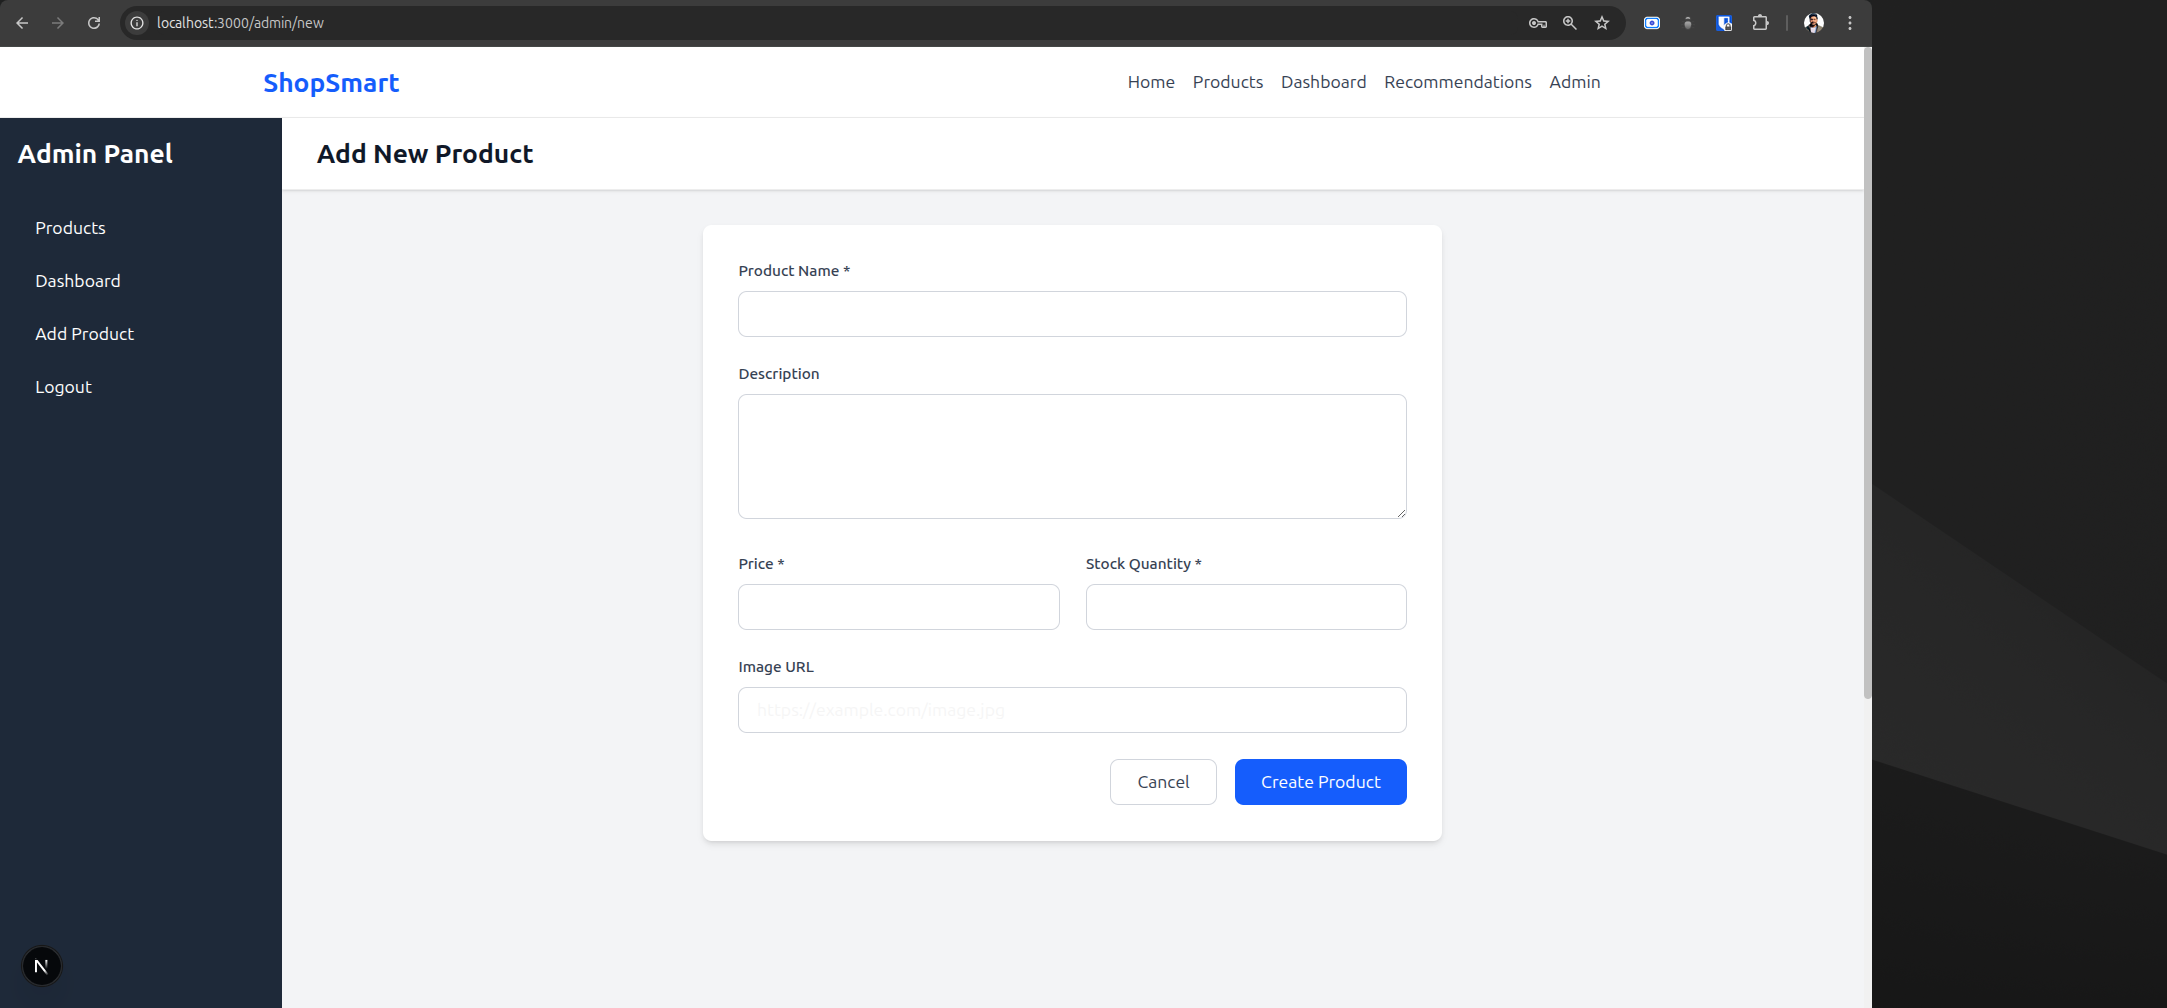 localhost:3000/admin/new
ShopSmart
Home Products Dashboard Recommendations Admin
Admin Panel
Products
Dashboard
Add Product
Logout
Add New Product
Product Name *
Description
Price *
Stock Quantity *
Image URL
https://example.com/image.jpg
Cancel
Create Product
N